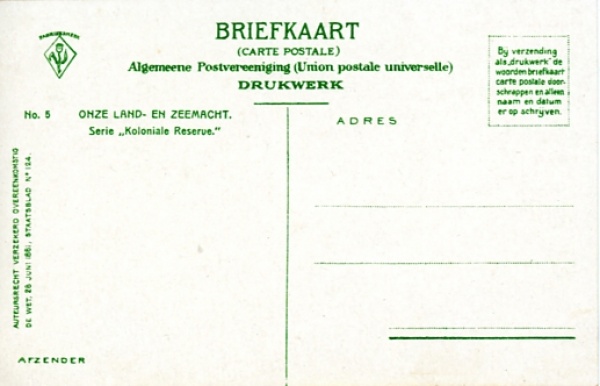 FABRIEKSMERK
BRIEFKAART
(CARTE POSTALE)
Algemeene Postvereeniging (Union postale universelle)
DRUKWERK
Bij verzending
als „drukwerk" de
woorden briefkaart
carte postale door-
schrappen en alleen
naam en datum
er op schrijven.
No. 5 ONZE LAND- EN ZEEMACHT.
Serie „Koloniale Reserve."
ADRES
AUTEURSRECHT VERZEKERD OVEREENKOMSTIG
DE WET, 28 JUNI 1881, STAATSBLAD Nº 124.
AFZENDER